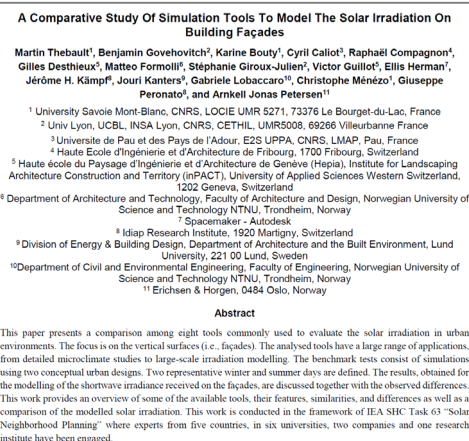 A Comparative Study Of Simulation Tools To Model The Solar Irradiation On
Building Façades
Martin Thebault¹, Benjamin Govehovitch², Karine Bouty¹, Cyril Caliot³, Raphaël Compagnon⁴,
Gilles Desthieux⁵, Matteo Formolli⁶, Stéphanie Giroux-Julien², Victor Guillot⁵, Ellis Herman⁷,
Jérôme H. Kämpf⁸, Jouri Kanters⁹, Gabriele Lobaccaro¹⁰, Christophe Ménézo¹, Giuseppe
Peronato⁸, and Arnkell Jonas Petersen¹¹
¹ University Savoie Mont-Blanc, CNRS, LOCIE UMR 5271, 73376 Le Bourget-du-Lac, France
² Univ Lyon, UCBL, INSA Lyon, CNRS, CETHIL, UMR5008, 69266 Villeurbanne France
³ Universite de Pau et des Pays de l'Adour, E2S UPPA, CNRS, LMAP, Pau, France
⁴ Haute Ecole d'Ingénierie et d'Architecture de Fribourg, 1700 Fribourg, Switzerland
⁵ Haute école du Paysage d'Ingénierie et d'Architecture de Genève (Hepia), Institute for Landscaping
Architecture Construction and Territory (inPACT), University of Applied Sciences Western Switzerland,
1202 Geneva, Switzerland
⁶ Department of Architecture and Technology, Faculty of Architecture and Design, Norwegian University of
Science and Technology NTNU, Trondheim, Norway
⁷ Spacemaker - Autodesk
⁸ Idiap Research Institute, 1920 Martigny, Switzerland
⁹ Division of Energy & Building Design, Department of Architecture and the Built Environment, Lund
University, 221 00 Lund, Sweden
¹⁰Department of Civil and Environmental Engineering, Faculty of Engineering, Norwegian University of
Science and Technology NTNU, Trondheim, Norway
¹¹ Erichsen & Horgen, 0484 Oslo, Norway
Abstract
This paper presents a comparison among eight tools commonly used to evaluate the solar irradiation in urban
environments. The focus is on the vertical surfaces (i.e., façades). The analysed tools have a large range of applications,
from detailed microclimate studies to large-scale irradiation modelling. The benchmark tests consist of simulations
using two conceptual urban designs. Two representative winter and summer days are defined. The results, obtained for
the modelling of the shortwave irradiance received on the façades, are discussed together with the observed differences.
This work provides an overview of some of the available tools, their features, similarities, and differences as well as a
comparison of the modelled solar irradiation. This work is conducted in the framework of IEA SHC Task 63 "Solar
Neighborhood Planning" where experts from five countries, in six universities, two companies and one research
institute have been engaged.